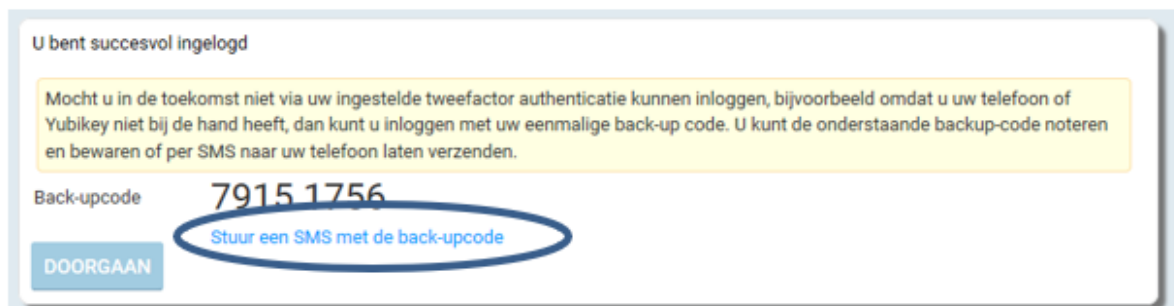 U bent succesvol ingelogd
Mocht u in de toekomst niet via uw ingestelde tweefactor authenticatie kunnen inloggen, bijvoorbeeld omdat u uw telefoon of
Yubikey niet bij de hand heeft, dan kunt u inloggen met uw eenmalige back-up code. U kunt de onderstaande backup-code noteren
en bewaren of per SMS naar uw telefoon laten verzenden.
Back-upcode 7915 1756
Stuur een SMS met de back-upcode
DOORGAAN